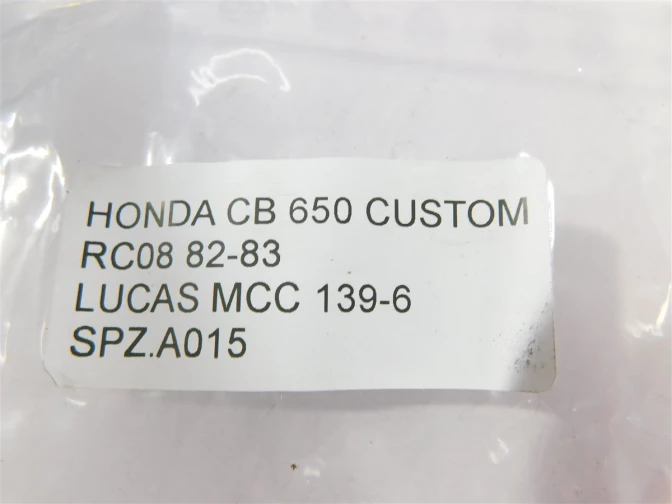 HONDA CB 650 CUSTOM
RC08 82-83
LUCAS MCC 139-6
SPZ.A015